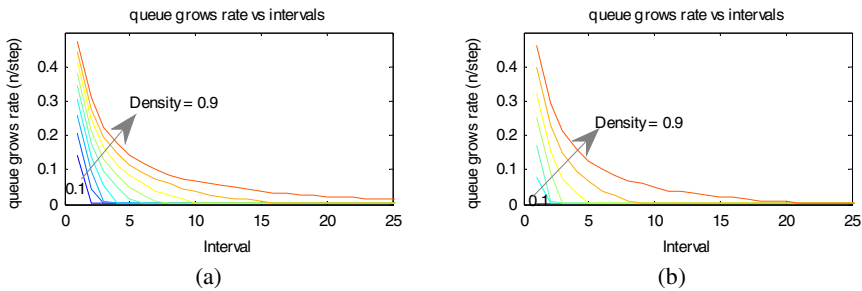 queue grows rate vs intervals
queue grows rate (n/step)
0.4
0.3
0.2
0.1
0
Density = 0.9
0.1
0 5 10 15 20 25
Interval
(a)
queue grows rate vs intervals
queue grows rate (n/step)
0.4
0.3
0.2
0.1
0
Density = 0.9
0.1
0 5 10 15 20 25
Interval
(b)